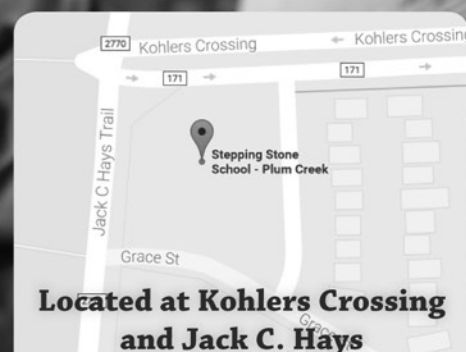 2770
Kohlers Crossing
Kohlers Crossing
171
171
Jack C Hays Trail
Stepping Stone
School - Plum Creek
Grace St
Located at Kohlers Crossing
and Jack C. Hays